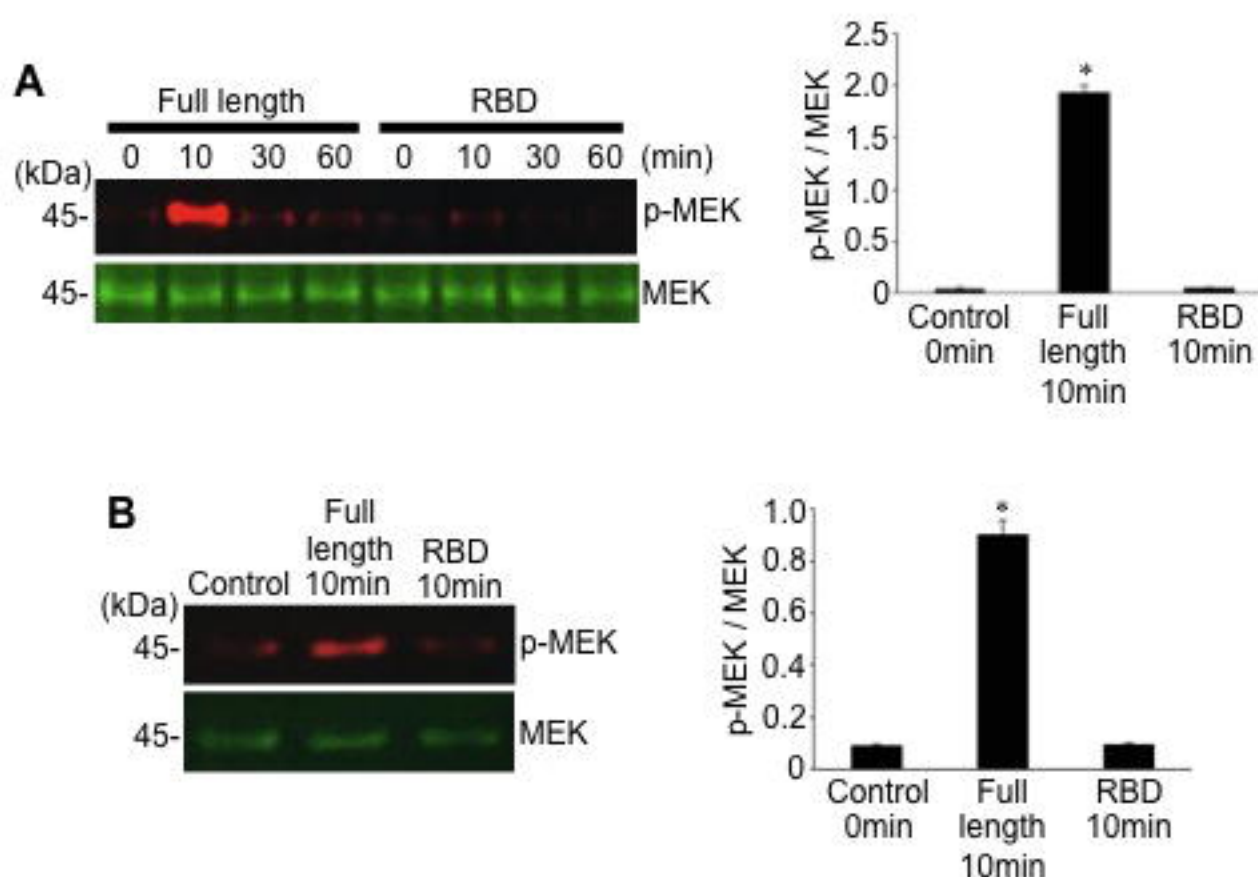 A
Full length RBD
0 10 30 60 0 10 30 60 (min)
(kDa)
45- p-MEK
45- MEK
p-MEK / MEK
2.5
2.0
1.5
1.0
0.5
0
*
Control Full RBD
0min length 10min
10min
B
Full
length RBD
Control 10min 10min
(kDa)
45- p-MEK
45- MEK
p-MEK / MEK
1.0
0.8
0.6
0.4
0.2
0
*
Control Full RBD
0min length 10min
10min